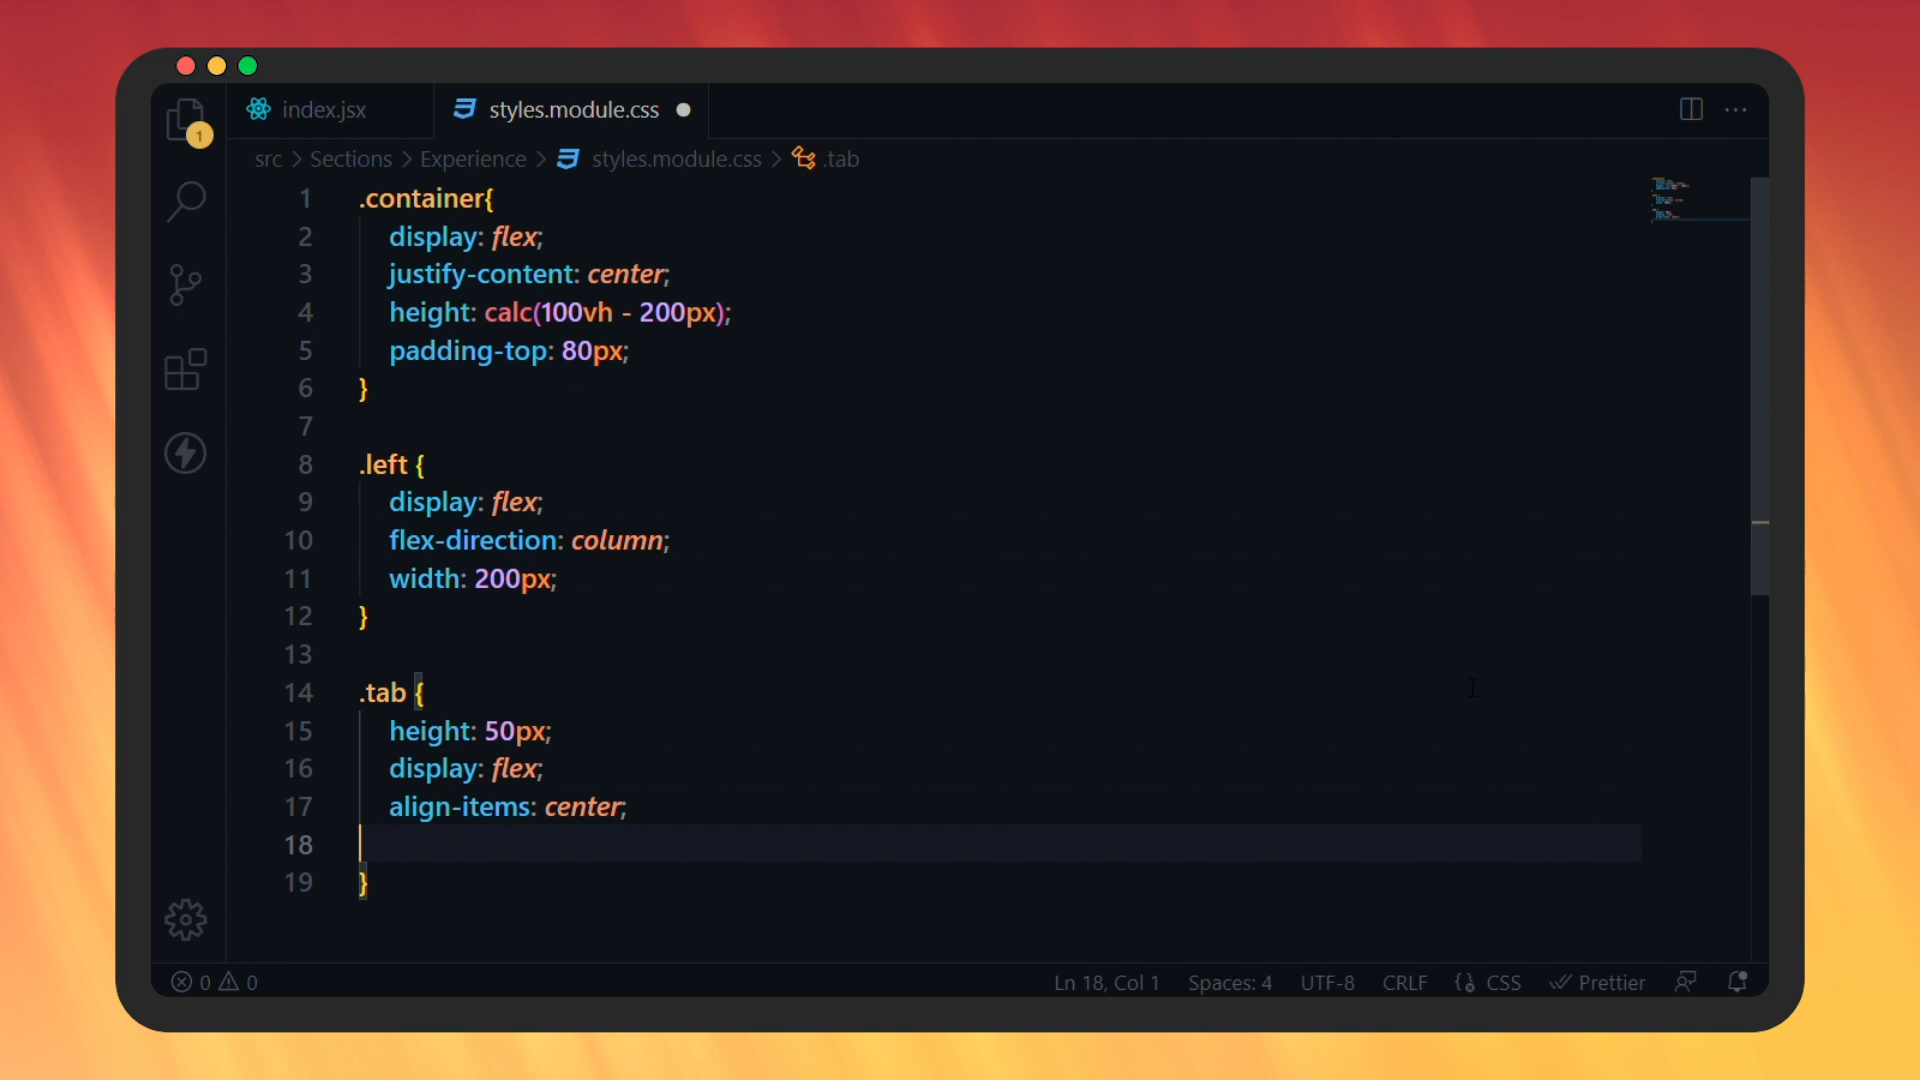 index.jsx
styles.module.css
1
src > Sections > Experience > styles.module.css > .tab
1 .container{
2 display: flex;
3 justify-content: center;
4 height: calc(100vh - 200px);
5 padding-top: 80px;
6 }
7
8 .left {
9 display: flex;
10 flex-direction: column;
11 width: 200px;
12 }
13
14 .tab {
15 height: 50px;
16 display: flex;
17 align-items: center;
18
19 }
0 0 Ln 18, Col 1 Spaces: 4 UTF-8 CRLF {} CSS Prettier